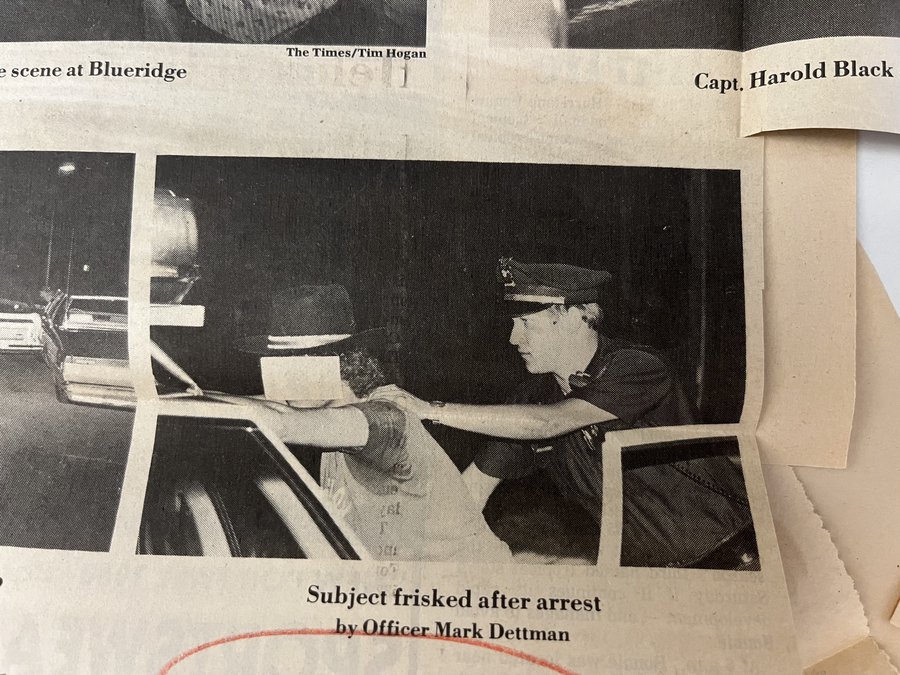 The Times/Tim Hogan
e scene at Blueridge
Capt. Harold Black
Subject frisked after arrest
by Officer Mark Dettman